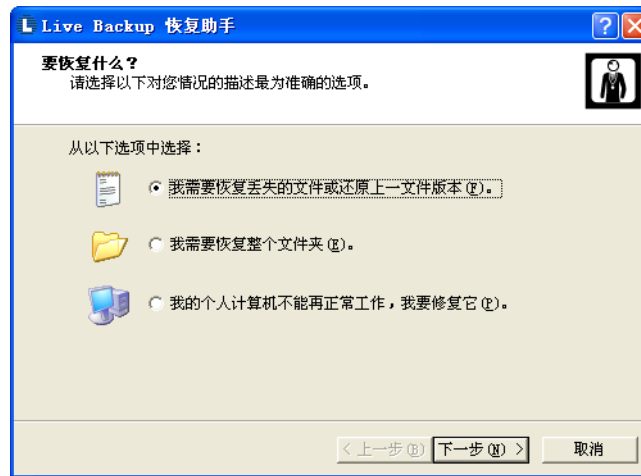 L Live Backup 恢复助手
要恢复什么？
请选择以下对您情况的描述最为准确的选项。
从以下选项中选择：
我需要恢复丢失的文件或还原上一文件版本(F)。
我需要恢复整个文件夹(E)。
我的个人计算机不能再正常工作，我要修复它(P)。
< 上一步(B) 下一步(N) > 取消